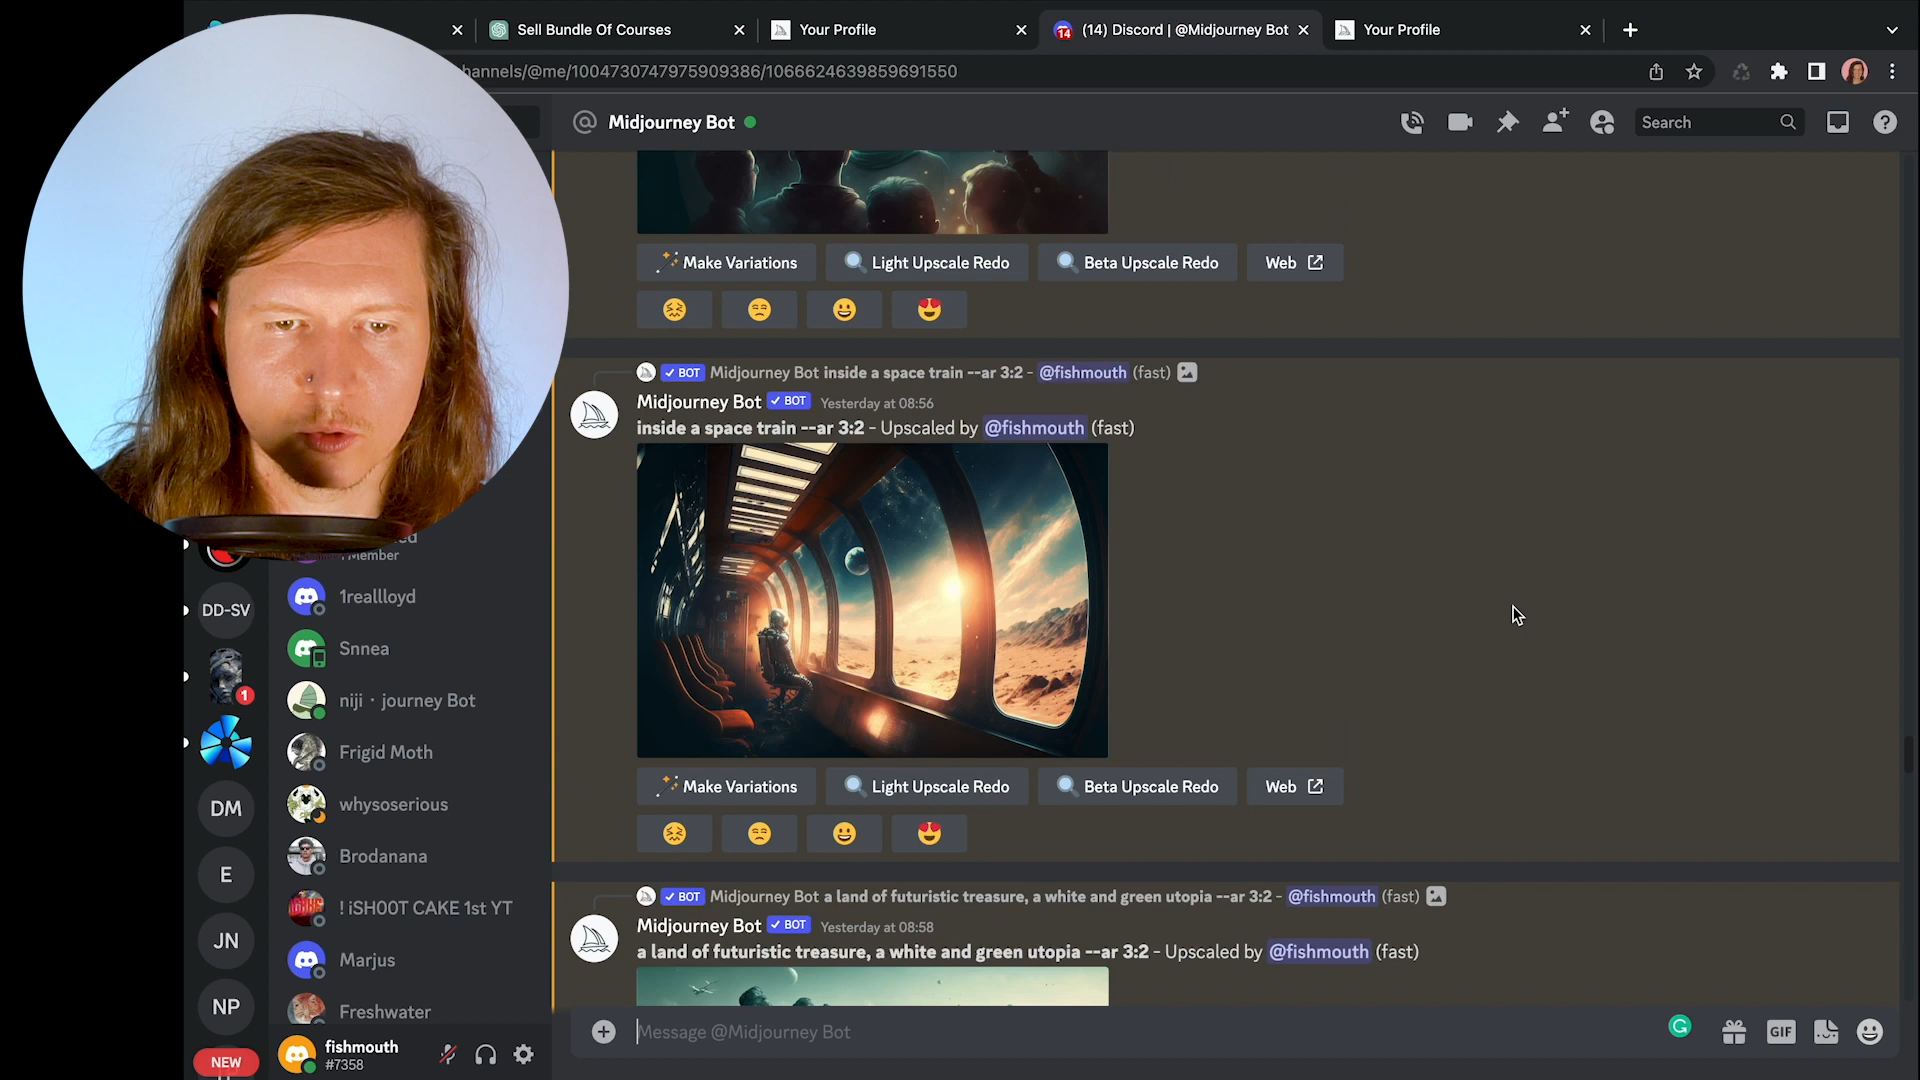 Sell Bundle Of Courses
Your Profile
(14) Discord | @Midjourney Bot
Your Profile
hannels/@me/1004730747975909386/1066624639859691550
@ Midjourney Bot
Search
Make Variations
Light Upscale Redo
Beta Upscale Redo
Web
✓ BOT Midjourney Bot inside a space train --ar 3:2 - @fishmouth (fast)
Midjourney Bot ✓ BOT Yesterday at 08:56
inside a space train --ar 3:2 - Upscaled by @fishmouth (fast)
Make Variations
Light Upscale Redo
Beta Upscale Redo
Web
✓ BOT Midjourney Bot a land of futuristic treasure, a white and green utopia --ar 3:2 - @fishmouth (fast)
Midjourney Bot ✓ BOT Yesterday at 08:58
a land of futuristic treasure, a white and green utopia --ar 3:2 - Upscaled by @fishmouth (fast)
Message @Midjourney Bot
GIF
Member
1reallloyd
Snnea
niji・journey Bot
Frigid Moth
whysoserious
Brodanana
! iSH00T CAKE 1st YT
Marjus
Freshwater
DD-SV
1
DM
E
JN
NP
NEW
fishmouth
#7358